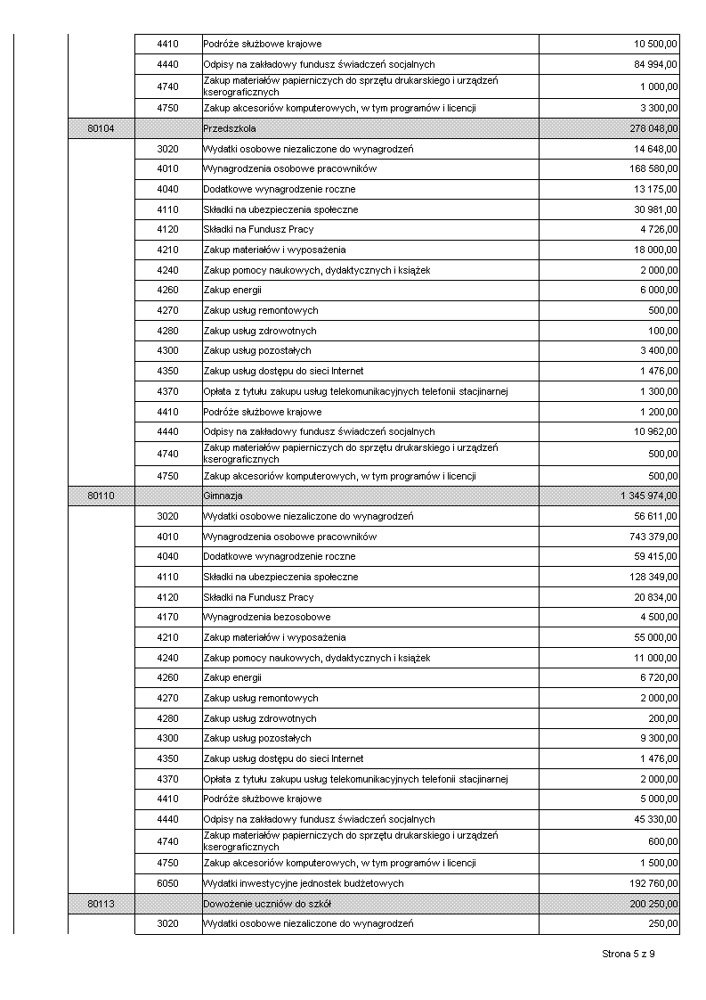 4410 Podróże służbowe krajowe 10 500,00
4440 Odpisy na zakładowy fundusz świadczeń socjalnych 84 994,00
Zakup materiałów papierniczych do sprzętu drukarskiego i urządzeń
4740 kserograficznych 1 000,00
4750 Zakup akcesoriów komputerowych, w tym programów i licencji 3 300,00
80104 Przedszkola 278 048,00
3020 Wydatki osobowe niezaliczone do wynagrodzeń 14 648,00
4010 Wynagrodzenia osobowe pracowników 168 580,00
4040 Dodatkowe wynagrodzenie roczne 13 175,00
4110 Składki na ubezpieczenia społeczne 30 981,00
4120 Składki na Fundusz Pracy 4 726,00
4210 Zakup materiałów i wyposażenia 18 000,00
4240 Zakup pomocy naukowych, dydaktycznych i książek 2 000,00
4260 Zakup energii 6 000,00
4270 Zakup usług remontowych 500,00
4280 Zakup usług zdrowotnych 100,00
4300 Zakup usług pozostałych 3 400,00
4350 Zakup usług dostępu do sieci Internet 1 476,00
4370 Opłata z tytułu zakupu usług telekomunikacyjnych telefonii stacjinarnej 1 300,00
4410 Podróże służbowe krajowe 1 200,00
4440 Odpisy na zakładowy fundusz świadczeń socjalnych 10 962,00
Zakup materiałów papierniczych do sprzętu drukarskiego i urządzeń
4740 kserograficznych 500,00
4750 Zakup akcesoriów komputerowych, w tym programów i licencji 500,00
80110 Gimnazja 1 345 974,00
3020 Wydatki osobowe niezaliczone do wynagrodzeń 56 611,00
4010 Wynagrodzenia osobowe pracowników 743 379,00
4040 Dodatkowe wynagrodzenie roczne 59 415,00
4110 Składki na ubezpieczenia społeczne 128 349,00
4120 Składki na Fundusz Pracy 20 834,00
4170 Wynagrodzenia bezosobowe 4 500,00
4210 Zakup materiałów i wyposażenia 55 000,00
4240 Zakup pomocy naukowych, dydaktycznych i książek 11 000,00
4260 Zakup energii 6 720,00
4270 Zakup usług remontowych 2 000,00
4280 Zakup usług zdrowotnych 200,00
4300 Zakup usług pozostałych 9 300,00
4350 Zakup usług dostępu do sieci Internet 1 476,00
4370 Opłata z tytułu zakupu usług telekomunikacyjnych telefonii stacjinarnej 2 000,00
4410 Podróże służbowe krajowe 5 000,00
4440 Odpisy na zakładowy fundusz świadczeń socjalnych 45 330,00
Zakup materiałów papierniczych do sprzętu drukarskiego i urządzeń
4740 kserograficznych 600,00
4750 Zakup akcesoriów komputerowych, w tym programów i licencji 1 500,00
6050 Wydatki inwestycyjne jednostek budżetowych 192 760,00
80113 Dowożenie uczniów do szkół 200 250,00
3020 Wydatki osobowe niezaliczone do wynagrodzeń 250,00
Strona 5 z 9